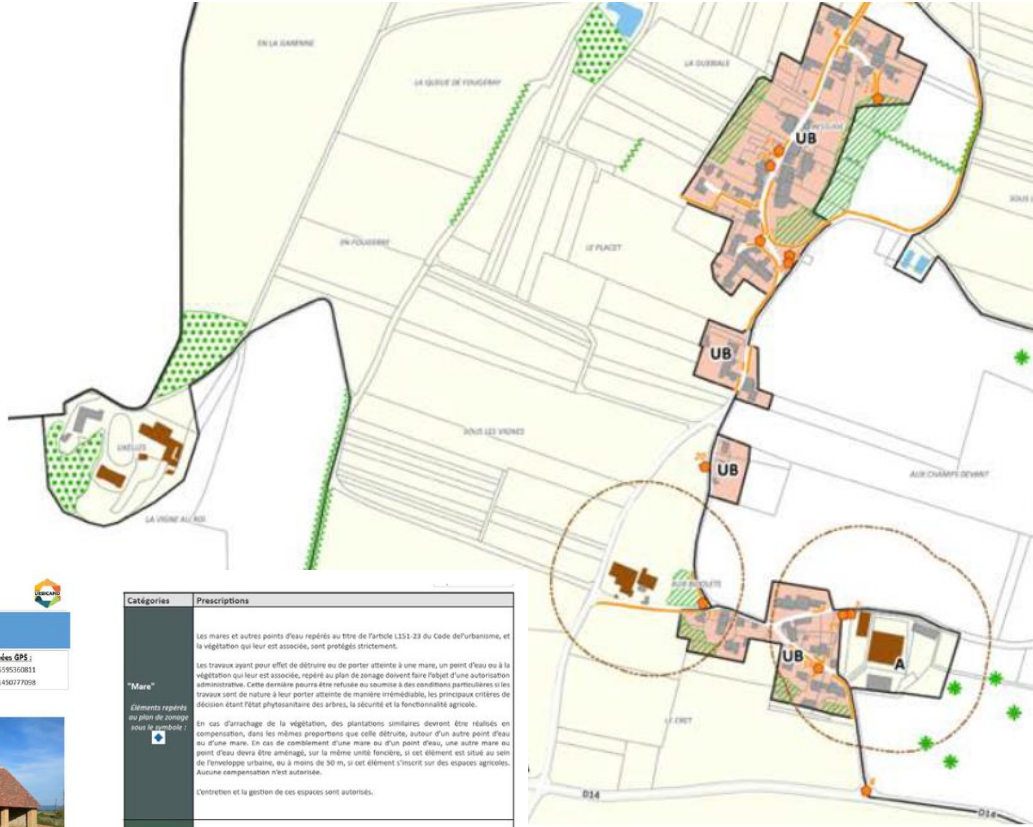 EN LA GARENNE
LA QUEUE DE FOUGERAY
LA GUEBIALE
UB
SOUS L
EN FOUGERAY
LE PLACET
UB
SOUS LES VIGNES
20
UB
AUX CHAMPS DEVANT
UXELLES
LA VIGNE AU ROI
UB
A
LE CRET
D14
D14
URBICAND
nées GPS :
Catégories
Prescriptions
"Mare"
Éléments repérés
au plan de zonage
sous le symbole :
Les mares et autres points d'eau repérés au titre de l'article L151-23 du Code de l'urbanisme, et
la végétation qui leur est associée, sont protégés strictement.
Les travaux ayant pour effet de détruire ou de porter atteinte à une mare, un point d'eau ou à la
végétation qui leur est associée, repéré au plan de zonage doivent faire l'objet d'une autorisation
administrative. Cette dernière pourra être refusée ou soumise à des conditions particulières si les
travaux sont de nature à leur porter atteinte de manière irrémédiable, les principaux critères de
décision étant l'état phytosanitaire des arbres, la sécurité et la fonctionnalité agricole.
En cas d'arrachage de la végétation, des plantations similaires devront être réalisés en
compensation, dans les mêmes proportions que celle détruite, autour d'un autre point d'eau
ou d'une mare. En cas de comblement d'une mare ou d'un point d'eau, une autre mare ou
point d'eau devra être aménagé, sur la même unité foncière, si cet élément est situé au sein
de l'enveloppe urbaine, ou à moins de 50 m, si cet élément s'inscrit sur des espaces agricoles.
Aucune compensation n'est autorisée.
L'entretien et la gestion de ces espaces sont autorisés.